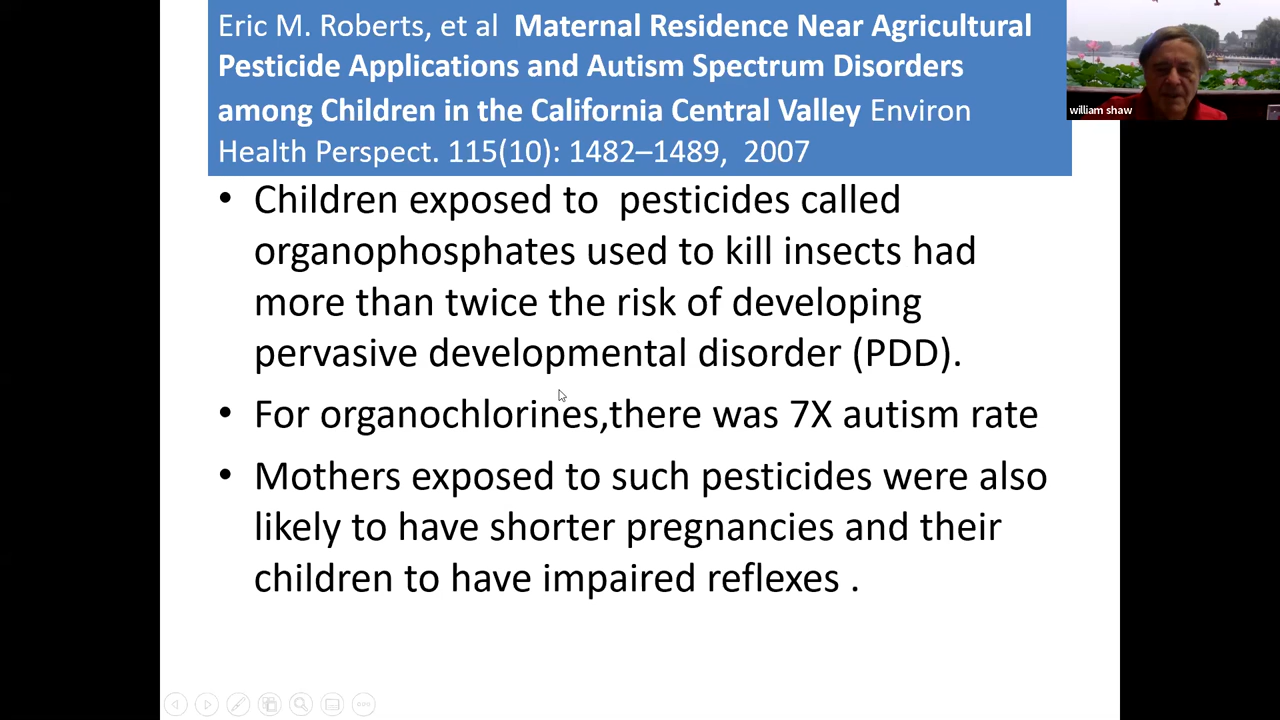 Eric M. Roberts, et al  Maternal Residence Near Agricultural
Pesticide Applications and Autism Spectrum Disorders
among Children in the California Central Valley Environ
Health Perspect. 115(10): 1482–1489,  2007
• Children exposed to  pesticides called
organophosphates used to kill insects had
more than twice the risk of developing
pervasive developmental disorder (PDD).
• For organochlorines,there was 7X autism rate
• Mothers exposed to such pesticides were also
likely to have shorter pregnancies and their
children to have impaired reflexes .
william shaw